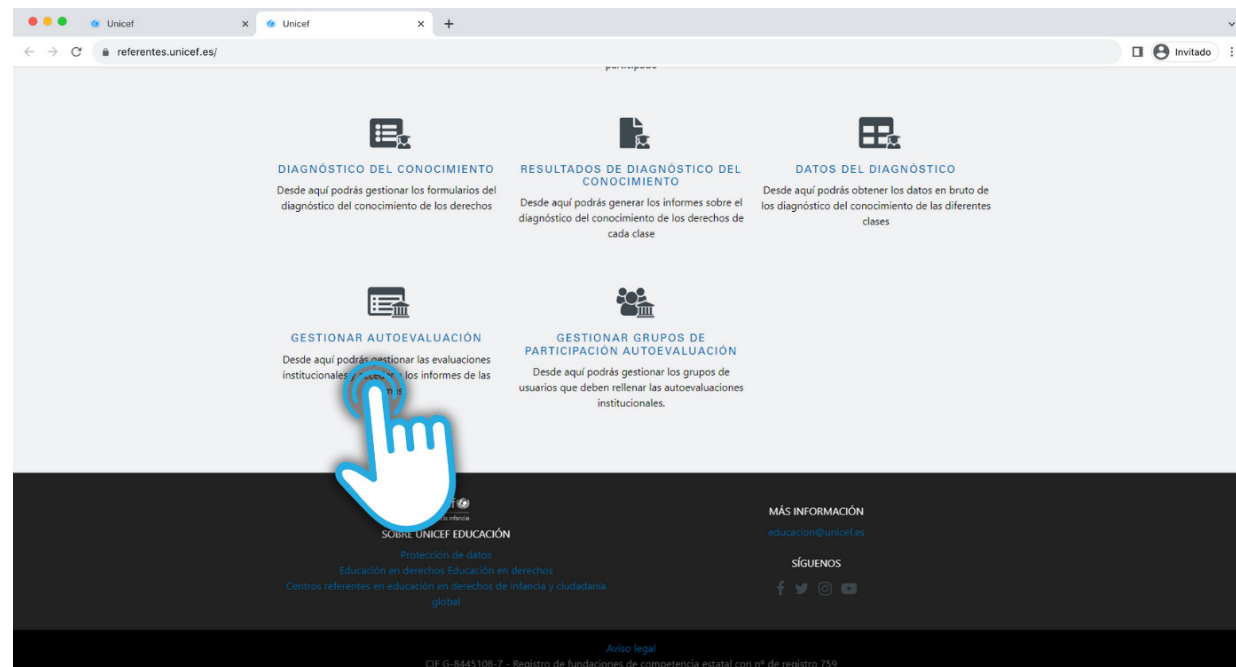 Unicef
Unicef
referentes.unicef.es/
Invitado
participado
DIAGNÓSTICO DEL CONOCIMIENTO
Desde aquí podrás gestionar los formularios del
diagnóstico del conocimiento de los derechos
RESULTADOS DE DIAGNÓSTICO DEL
CONOCIMIENTO
Desde aquí podrás generar los informes sobre el
diagnóstico del conocimiento de los derechos de
cada clase
DATOS DEL DIAGNÓSTICO
Desde aquí podrás obtener los datos en bruto de
los diagnóstico del conocimiento de las diferentes
clases
GESTIONAR AUTOEVALUACIÓN
Desde aquí podrás gestionar las evaluaciones
institucionales y acceder a los informes de las
GESTIONAR GRUPOS DE
PARTICIPACIÓN AUTOEVALUACIÓN
Desde aquí podrás gestionar los grupos de
usuarios que deben rellenar las autoevaluaciones
institucionales.
infancia
SOBRE UNICEF EDUCACIÓN
Protección de datos
Educación en derechos Educación en derechos
Centros referentes en educación en derechos de infancia y ciudadanía
global
MÁS INFORMACIÓN
educacion@unicef.es
SÍGUENOS
Aviso legal
CIF G-8445108-7 - Registro de fundaciones de competencia estatal con nº de registro 759